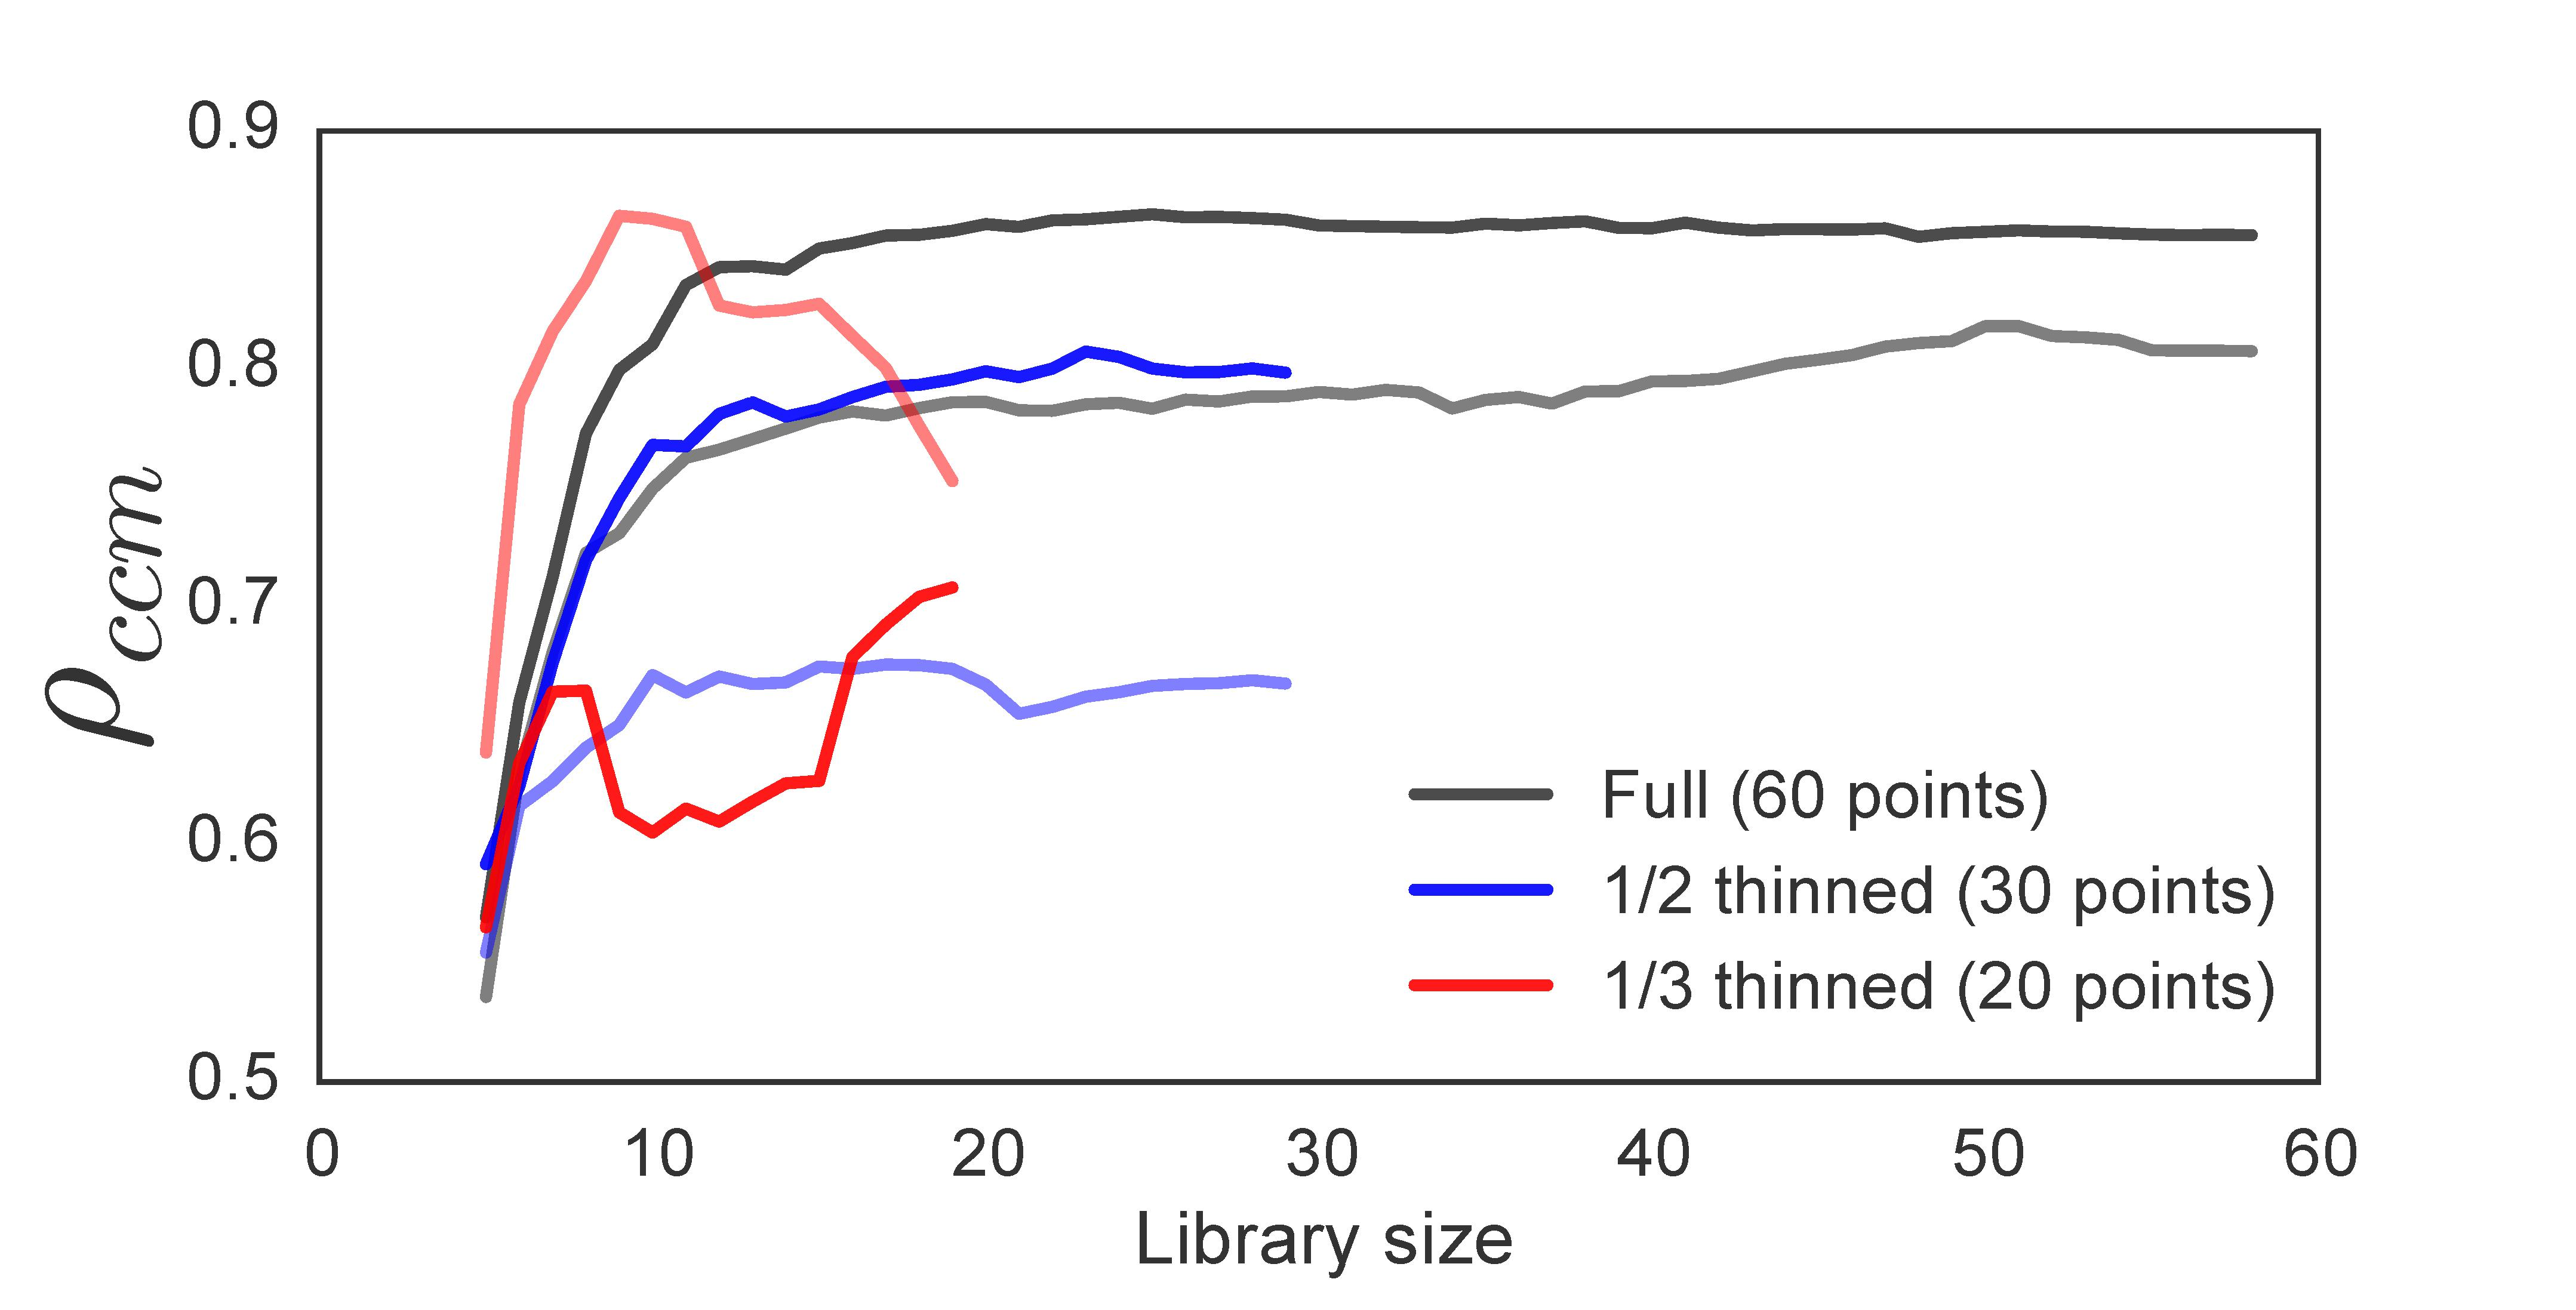 0.9
0.8
0.7
0.6
0.5
ρccm
0 10 20 30 40 50 60
Library size
Full (60 points)
1/2 thinned (30 points)
1/3 thinned (20 points)